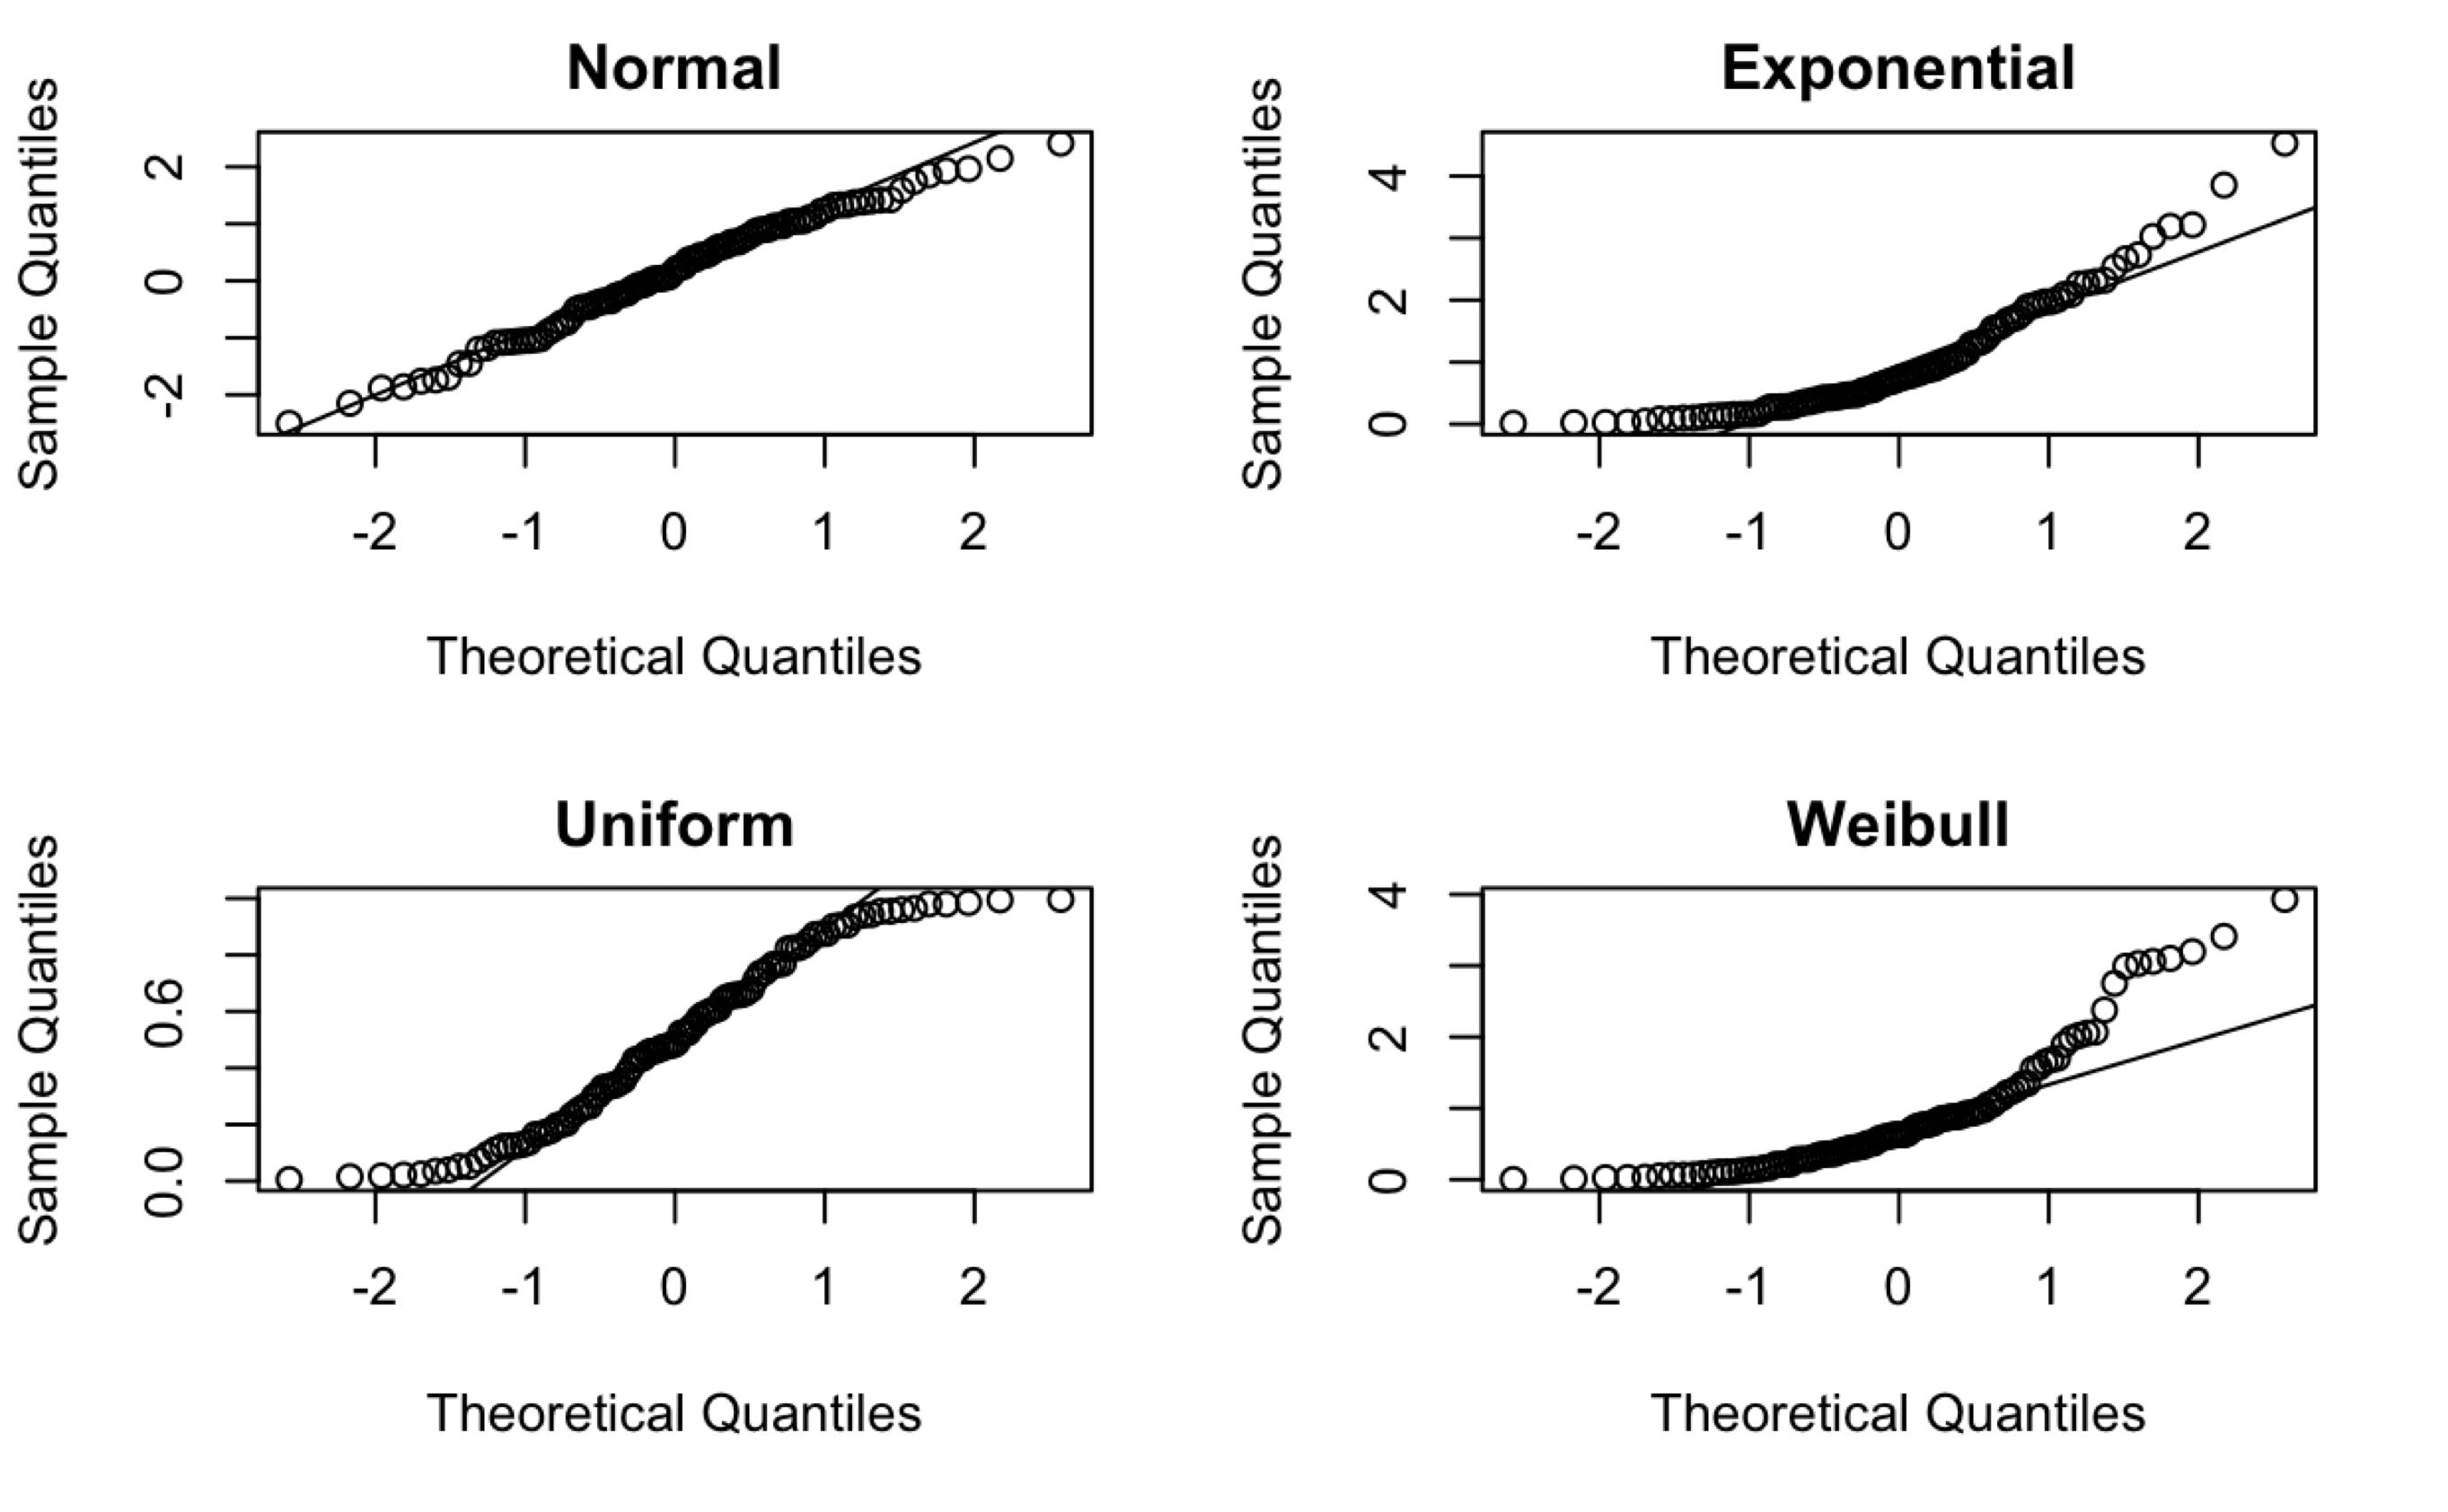 Normal
Sample Quantiles
2
0
-2
-2 -1 0 1 2
Theoretical Quantiles
Exponential
Sample Quantiles
4
2
0
-2 -1 0 1 2
Theoretical Quantiles
Uniform
Sample Quantiles
0.6
0.0
-2 -1 0 1 2
Theoretical Quantiles
Weibull
Sample Quantiles
4
2
0
-2 -1 0 1 2
Theoretical Quantiles